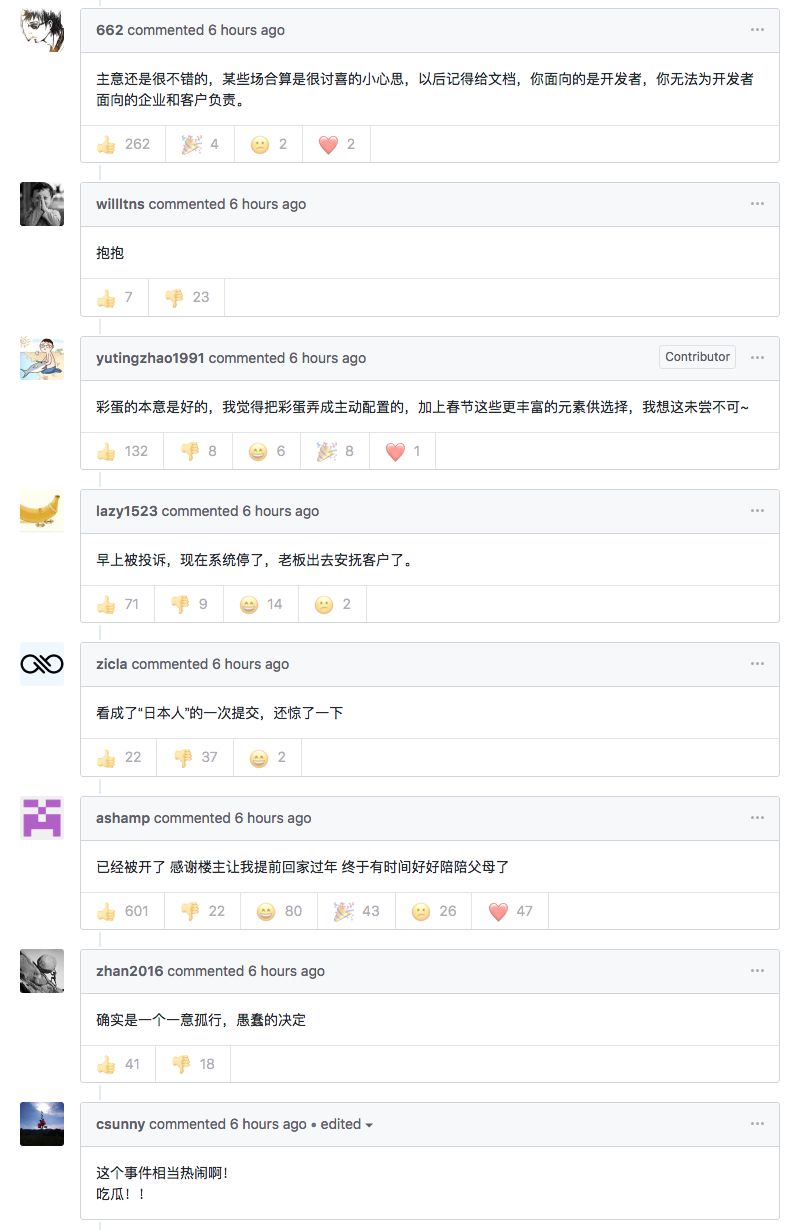 662 commented 6 hours ago
主意还是很不错的，某些场合算是很讨喜的小心思，以后记得给文档，你面向的是开发者，你无法为开发者
面向的企业和客户负责。
262 4 2 2
willltns commented 6 hours ago
抱抱
7 23
yutingzhao1991 commented 6 hours ago Contributor
彩蛋的本意是好的，我觉得把彩蛋弄成主动配置的，加上春节这些更丰富的元素供选择，我想这未尝不可~
132 8 6 8 1
lazy1523 commented 6 hours ago
早上被投诉，现在系统停了，老板出去安抚客户了。
71 9 14 2
zicla commented 6 hours ago
看成了“日本人”的一次提交，还惊了一下
22 37 2
ashamp commented 6 hours ago
已经被开了 感谢楼主让我提前回家过年 终于有时间好好陪陪父母了
601 22 80 43 26 47
zhan2016 commented 6 hours ago
确实是一个一意孤行，愚蠢的决定
41 18
csunny commented 6 hours ago • edited
这个事件相当热闹啊！
吃瓜！！